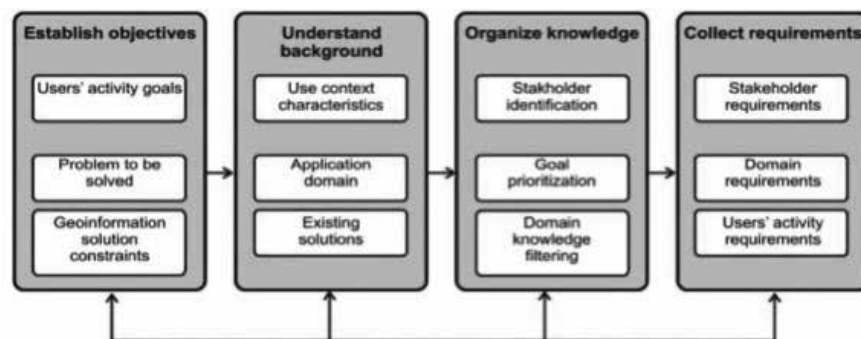 Establish objectives
Users' activity goals
Problem to be
solved
Geoinformation
solution
constraints
Understand
background
Use context
characteristics
Application
domain
Existing
solutions
Organize knowledge
Stakholder
identification
Goal
prioritization
Domain
knowledge
filtering
Collect requirements
Stakeholder
requirements
Domain
requirements
Users' activity
requirements